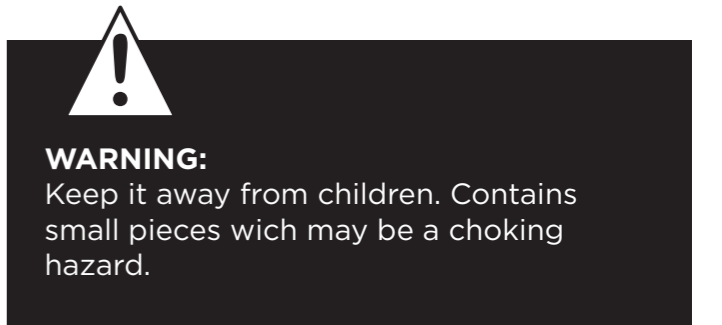 WARNING:
Keep it away from children. Contains
small pieces wich may be a choking
hazard.